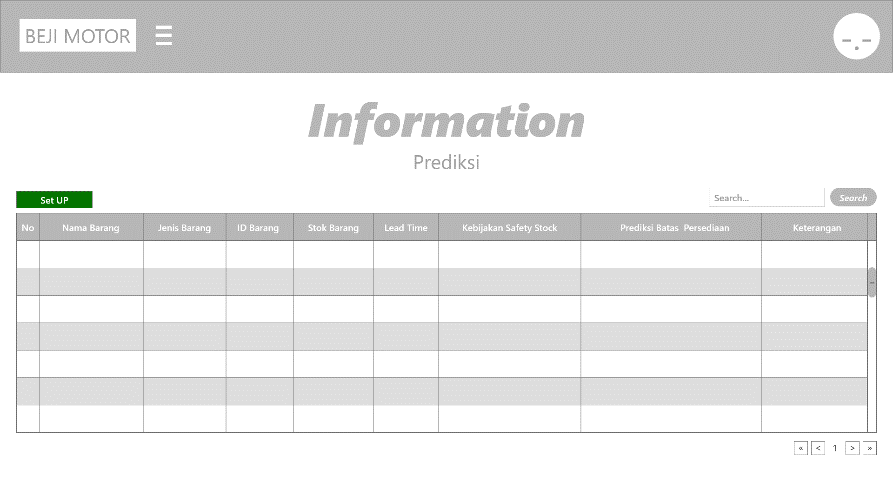 BEJI MOTOR
Information
Prediksi
Set UP
Search... Search
No Nama Barang Jenis Barang ID Barang Stok Barang Lead Time Kebijakan Safety Stock Prediksi Batas Persediaan Keterangan
« < 1 > »